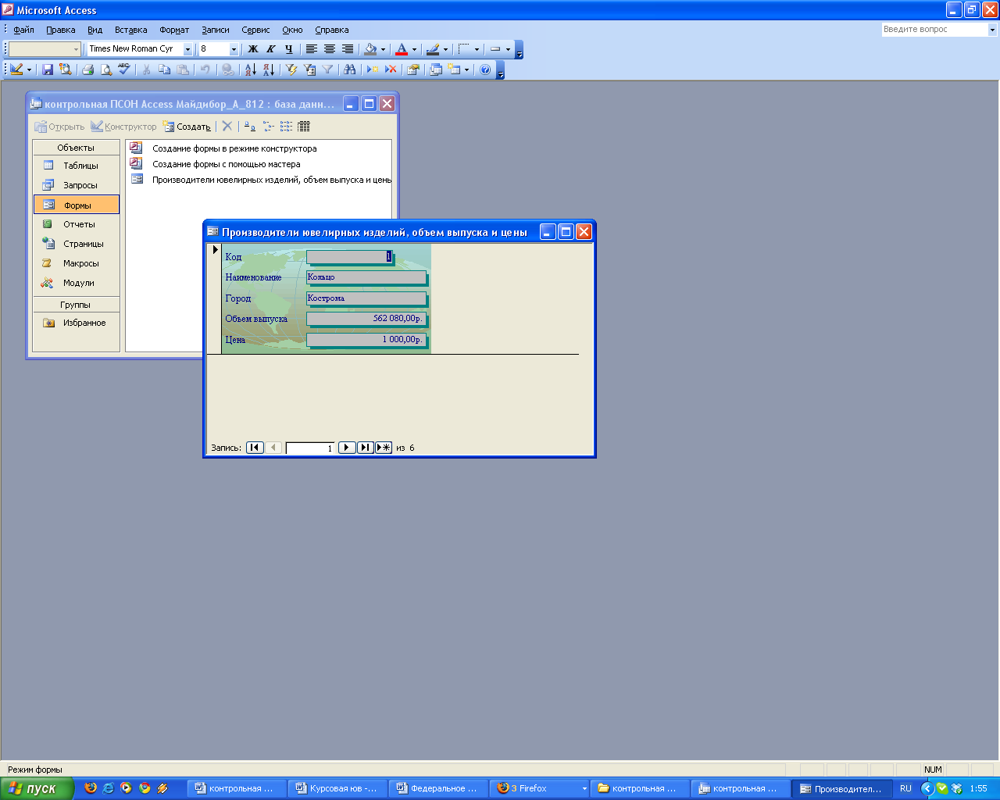 Microsoft Access
Файл Правка Вид Вставка Формат Записи Сервис Окно Справка Введите вопрос
Times New Roman Cyr 8 Ж К Ч
контрольная ПСОН Access Майдибор_А_812 : база данн...
Открыть Конструктор Создать
Объекты
Таблицы
Запросы
Формы
Отчеты
Страницы
Макросы
Модули
Группы
Избранное
Создание формы в режиме конструктора
Создание формы с помощью мастера
Производители ювелирных изделий, объем выпуска и цены
Производители ювелирных изделий, объем выпуска и цены
Код 1
Наименование Кольцо
Город Кострома
Объем выпуска 562 080,00р.
Цена 1 000,00р.
Запись: 1 из 6
Режим формы NUM
пуск контрольная ... Курсовая юв -... Федеральное ... 3 Firefox контрольная ... контрольная ... Производител... RU 1:55